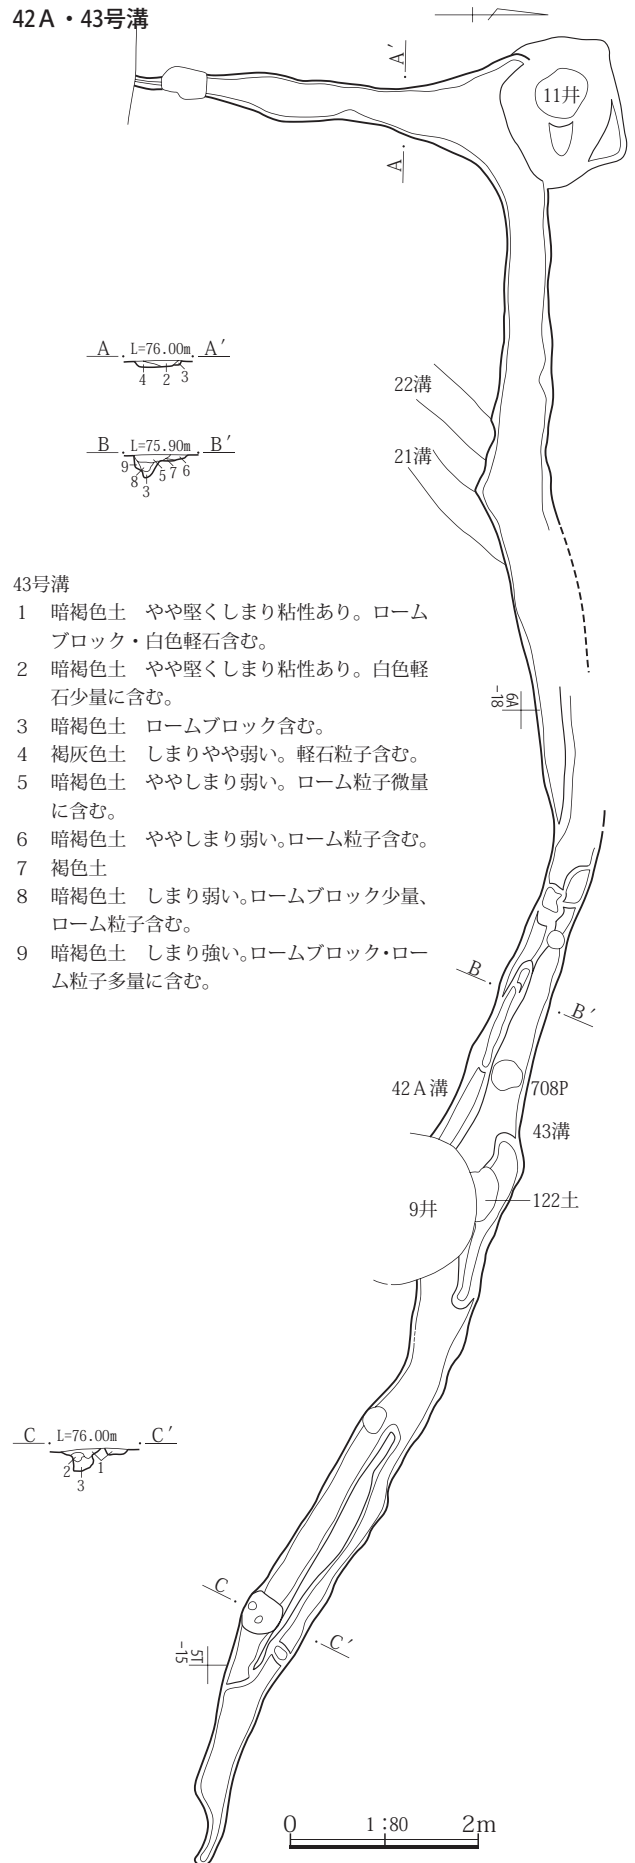 42A・43号溝
A′
11井
A
A L=76.00m A′
4 2 3
22溝
B L=75.90m B′
9 8 3 5 7 6
21溝
43号溝
1 暗褐色土 やや堅くしまり粘性あり。ローム
ブロック・白色軽石含む。
2 暗褐色土 やや堅くしまり粘性あり。白色軽
石少量に含む。
3 暗褐色土 ロームブロック含む。
4 褐灰色土 しまりやや弱い。軽石粒子含む。
5 暗褐色土 ややしまり弱い。ローム粒子微量
に含む。
6 暗褐色土 ややしまり弱い。ローム粒子含む。
7 褐色土
8 暗褐色土 しまり弱い。ロームブロック少量、
ローム粒子含む。
9 暗褐色土 しまり強い。ロームブロック・ロー
ム粒子多量に含む。
6A
-18
B
B′
42A溝
708P
43溝
9井
122土
C L=76.00m C′
2 3 1
C
C′
5T
-15
0 1:80 2m